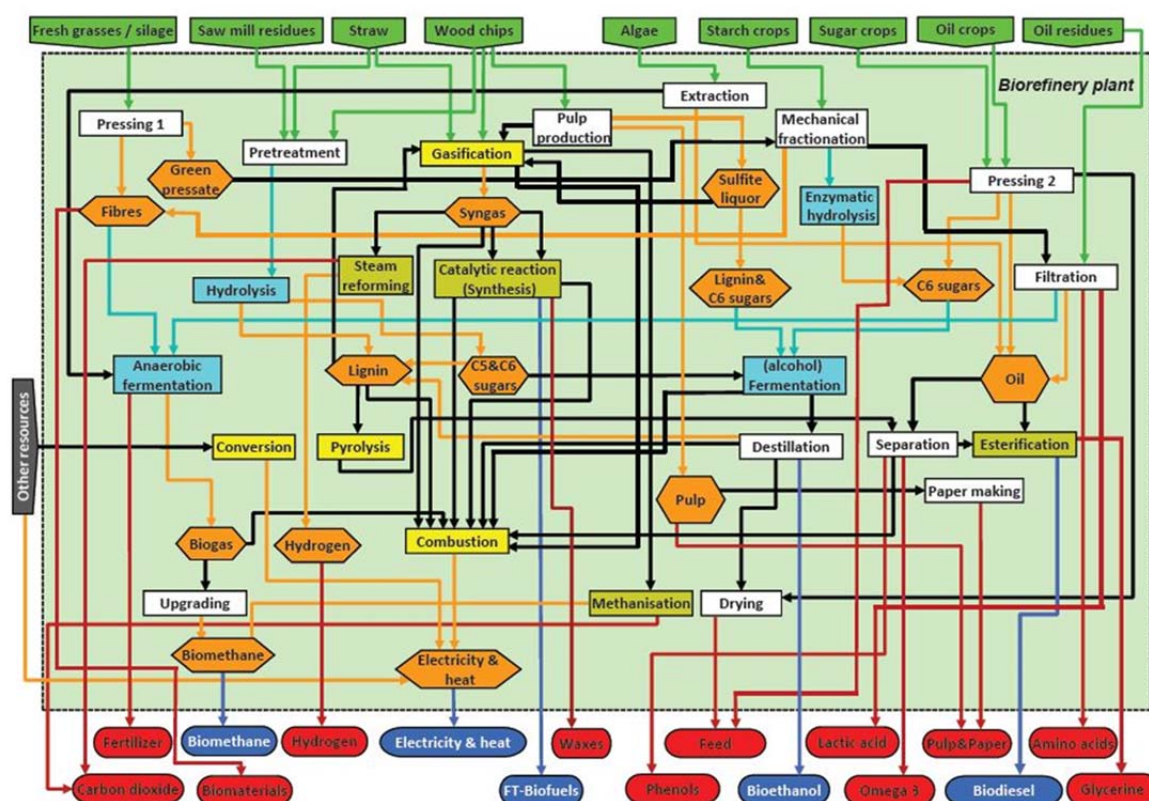 Fresh grasses / silage
Saw mill residues
Straw
Wood chips
Algae
Starch crops
Sugar crops
Oil crops
Oil residues
Biorefinery plant
Extraction
Pressing 1
Pulp
production
Mechanical
fractionation
Pretreatment
Gasification
Green
pressate
Sulfite
liquor
Pressing 2
Fibres
Syngas
Enzymatic
hydrolysis
Steam
reforming
Catalytic reaction
(Synthesis)
Filtration
Hydrolysis
Lignin&
C6 sugars
C6 sugars
Anaerobic
fermentation
Lignin
C5&C6
sugars
(alcohol)
Fermentation
Oil
Other resources
Conversion
Pyrolysis
Destillation
Separation
Esterification
Pulp
Paper making
Biogas
Hydrogen
Combustion
Upgrading
Methanisation
Drying
Biomethane
Electricity &
heat
Fertilizer
Biomethane
Hydrogen
Electricity & heat
Waxes
Feed
Lactic acid
Pulp&Paper
Amino acids
Carbon dioxide
Biomaterials
FT-Biofuels
Phenols
Bioethanol
Omega 3
Biodiesel
Glycerine